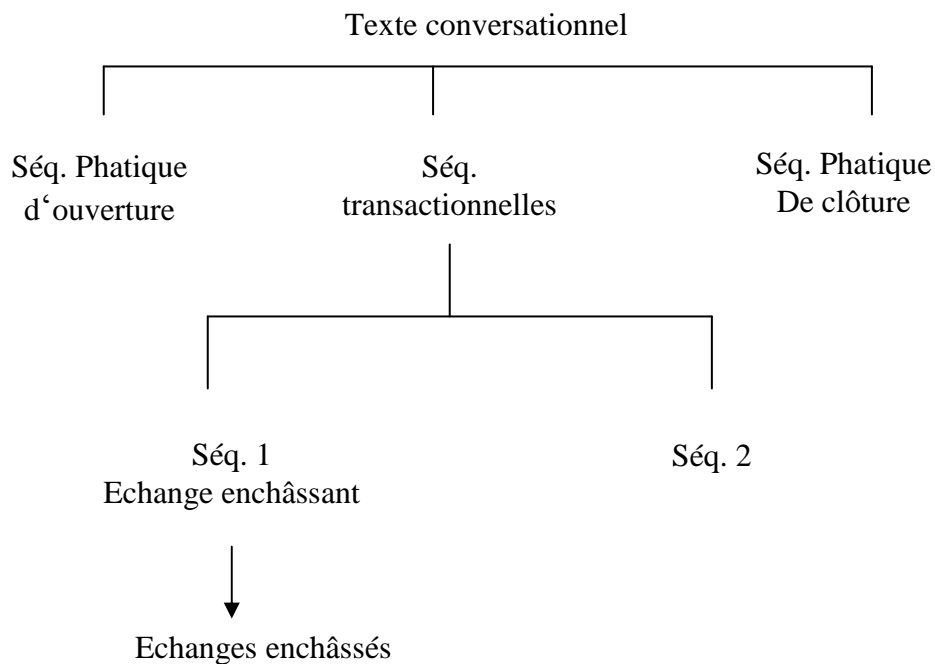 Texte conversationnel
Séq. Phatique
d‘ouverture
Séq.
transactionnelles
Séq. Phatique
De clôture
Séq. 1
Echange enchâssant
Séq. 2
Echanges enchâssés